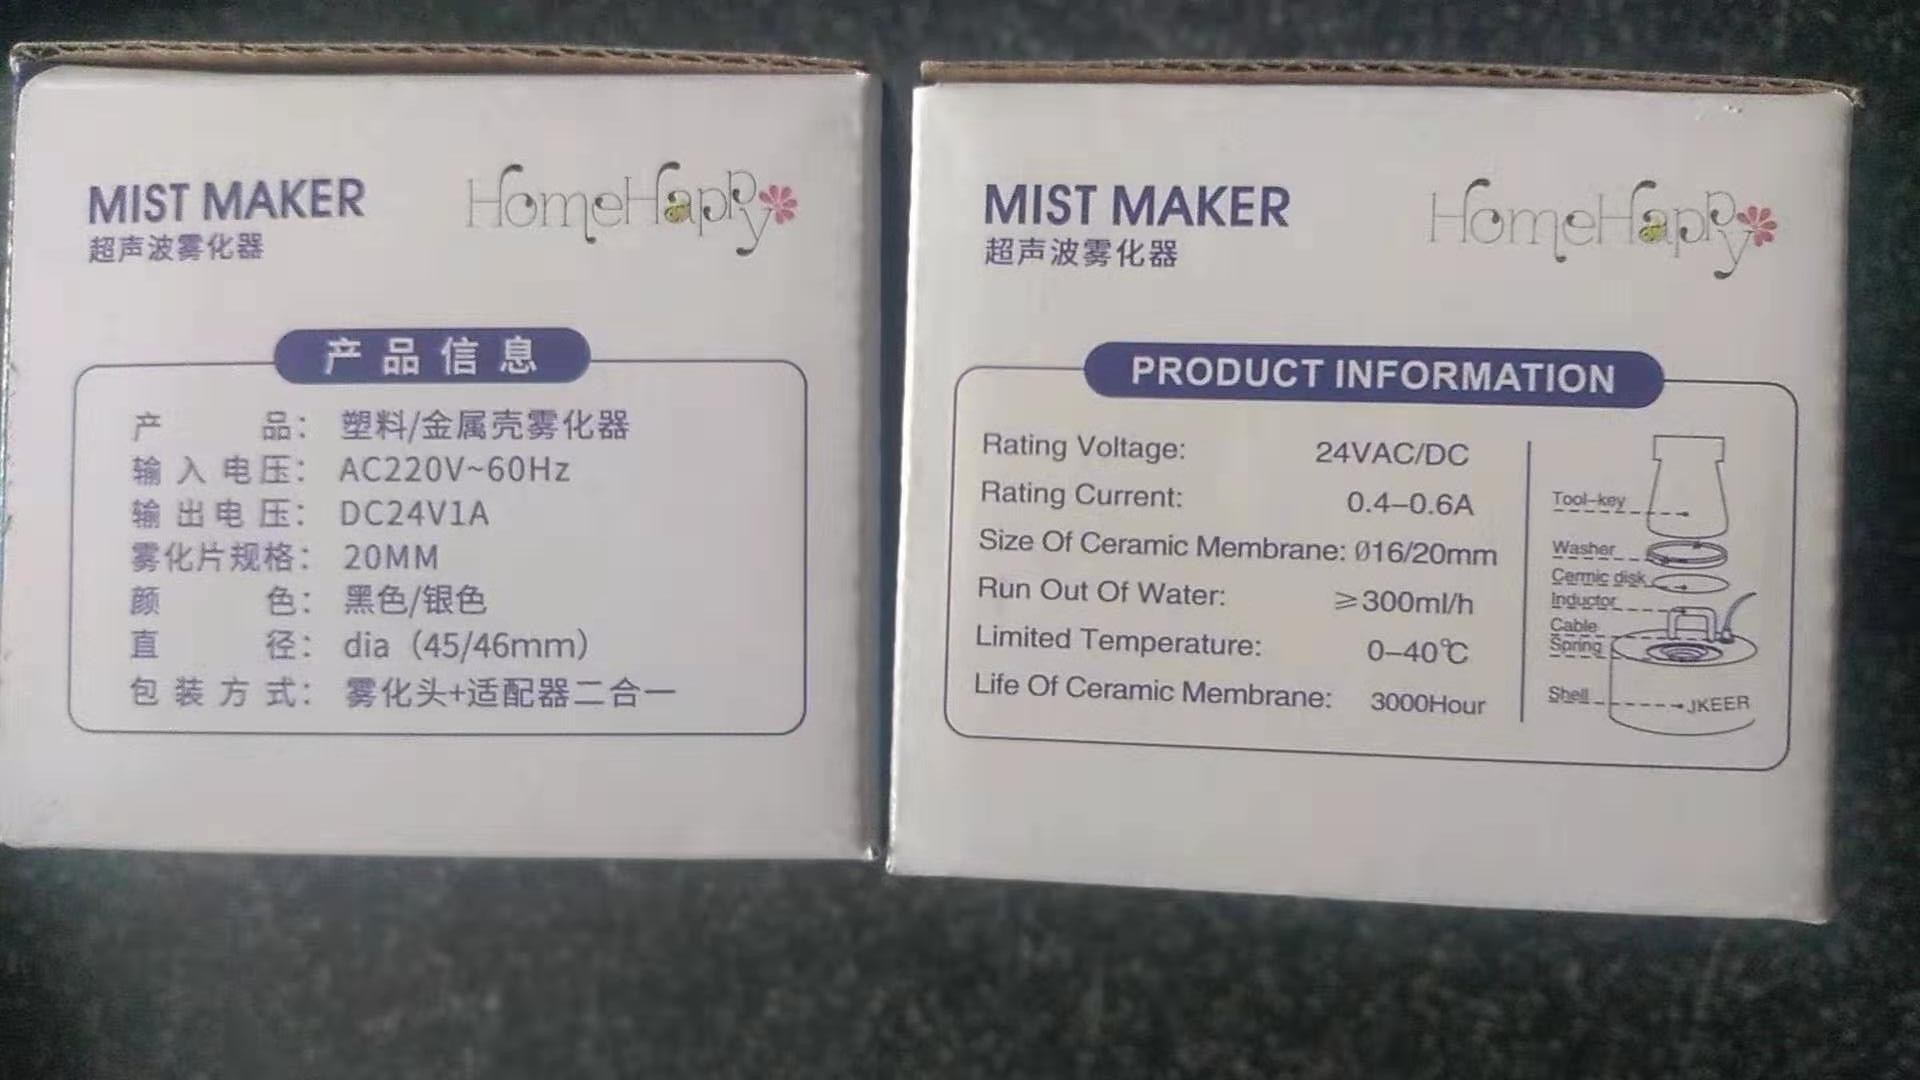 MIST MAKER
超声波雾化器
HomeHappy
产品信息
产品：塑料/金属壳雾化器
输入电压：AC220V~60Hz
输出电压：DC24V1A
雾化片规格：20MM
颜色：黑色/银色
直径：dia（45/46mm）
包装方式：雾化头+适配器二合一
MIST MAKER
超声波雾化器
HomeHappy
PRODUCT INFORMATION
Rating Voltage: 24VAC/DC
Rating Current: 0.4–0.6A
Size Of Ceramic Membrane: Ø16/20mm
Run Out Of Water: ⩾300ml/h
Limited Temperature: 0–40℃
Life Of Ceramic Membrane: 3000Hour
Tool-key
Washer
Cermic disk
Inductor
Cable
Spring
Shell
JKEER